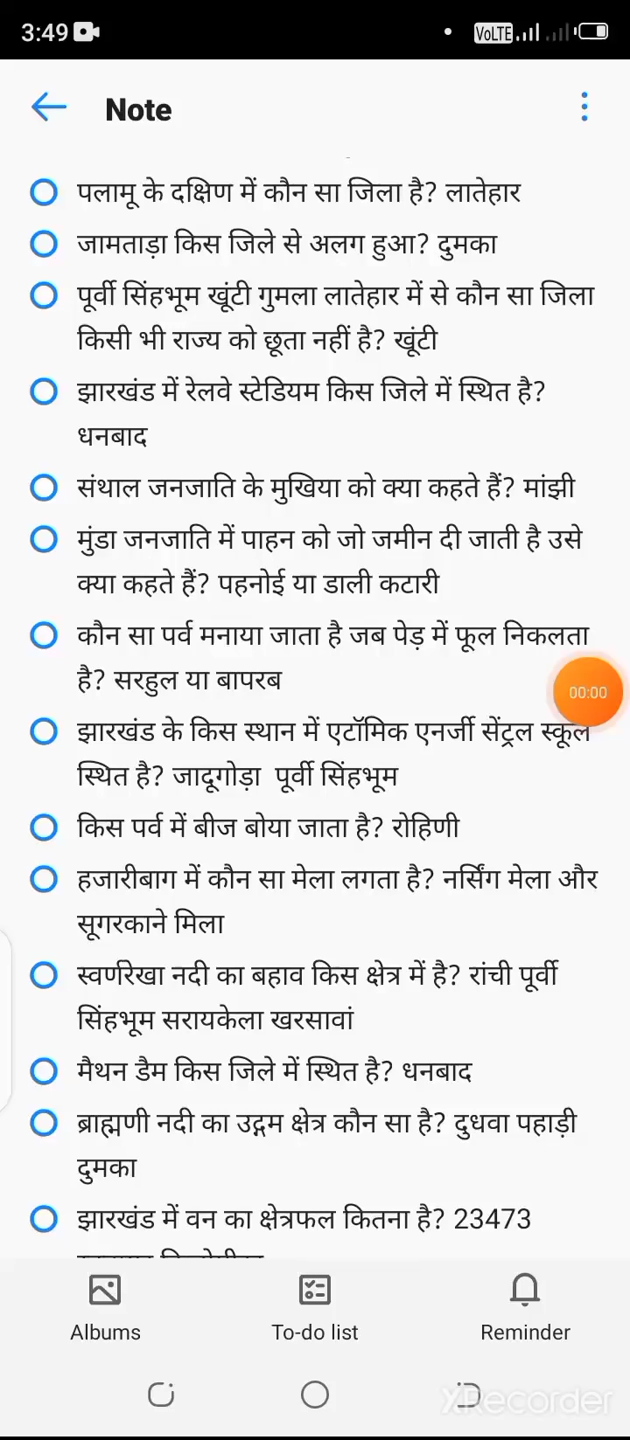 3:49
VoLTE
Note
पलामू के दक्षिण में कौन सा जिला है? लातेहार
जामताड़ा किस जिले से अलग हुआ? दुमका
पूर्वी सिंहभूम खूंटी गुमला लातेहार में से कौन सा जिला
किसी भी राज्य को छूता नहीं है? खूंटी
झारखंड में रेलवे स्टेडियम किस जिले में स्थित है?
धनबाद
संथाल जनजाति के मुखिया को क्या कहते हैं? मांझी
मुंडा जनजाति में पाहन को जो जमीन दी जाती है उसे
क्या कहते हैं? पहनोई या डाली कटारी
कौन सा पर्व मनाया जाता है जब पेड़ में फूल निकलता
है? सरहुल या बापरब
00:00
झारखंड के किस स्थान में एटॉमिक एनर्जी सेंट्रल स्कूल
स्थित है? जादूगोड़ा पूर्वी सिंहभूम
किस पर्व में बीज बोया जाता है? रोहिणी
हजारीबाग में कौन सा मेला लगता है? नर्सिंग मेला और
सूगरकाने मिला
स्वर्णरेखा नदी का बहाव किस क्षेत्र में है? रांची पूर्वी
सिंहभूम सरायकेला खरसावां
मैथन डैम किस जिले में स्थित है? धनबाद
ब्राह्मणी नदी का उद्गम क्षेत्र कौन सा है? दुधवा पहाड़ी
दुमका
झारखंड में वन का क्षेत्रफल कितना है? 23473
Albums
To-do list
Reminder
XRecorder